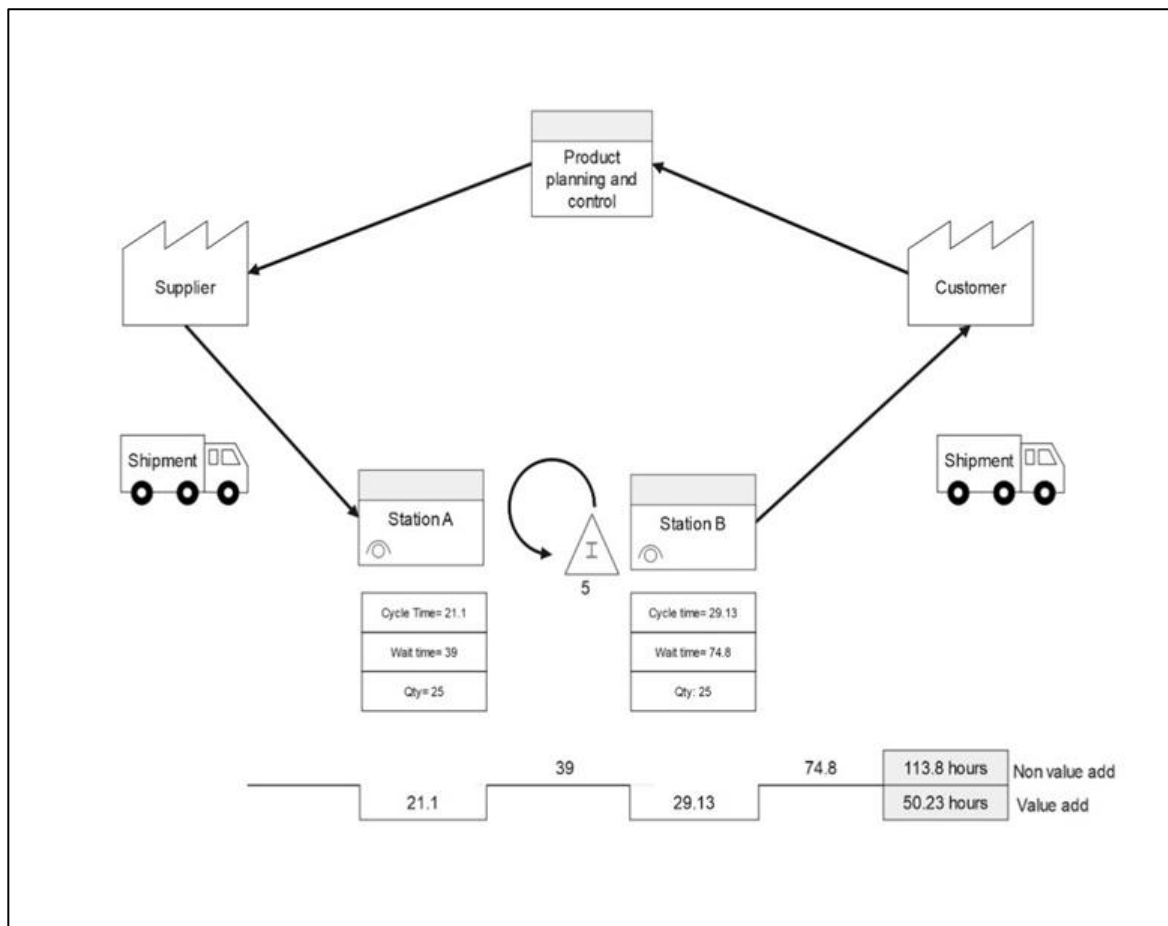 Product
planning and
control
Supplier
Customer
Shipment
Shipment
Station A
Station B
I
5
Cycle Time= 21.1
Cycle time= 29.13
Wait time= 39
Wait time= 74.8
Qty= 25
Qty: 25
39
74.8
113.8 hours
Non value add
21.1
29.13
50.23 hours
Value add